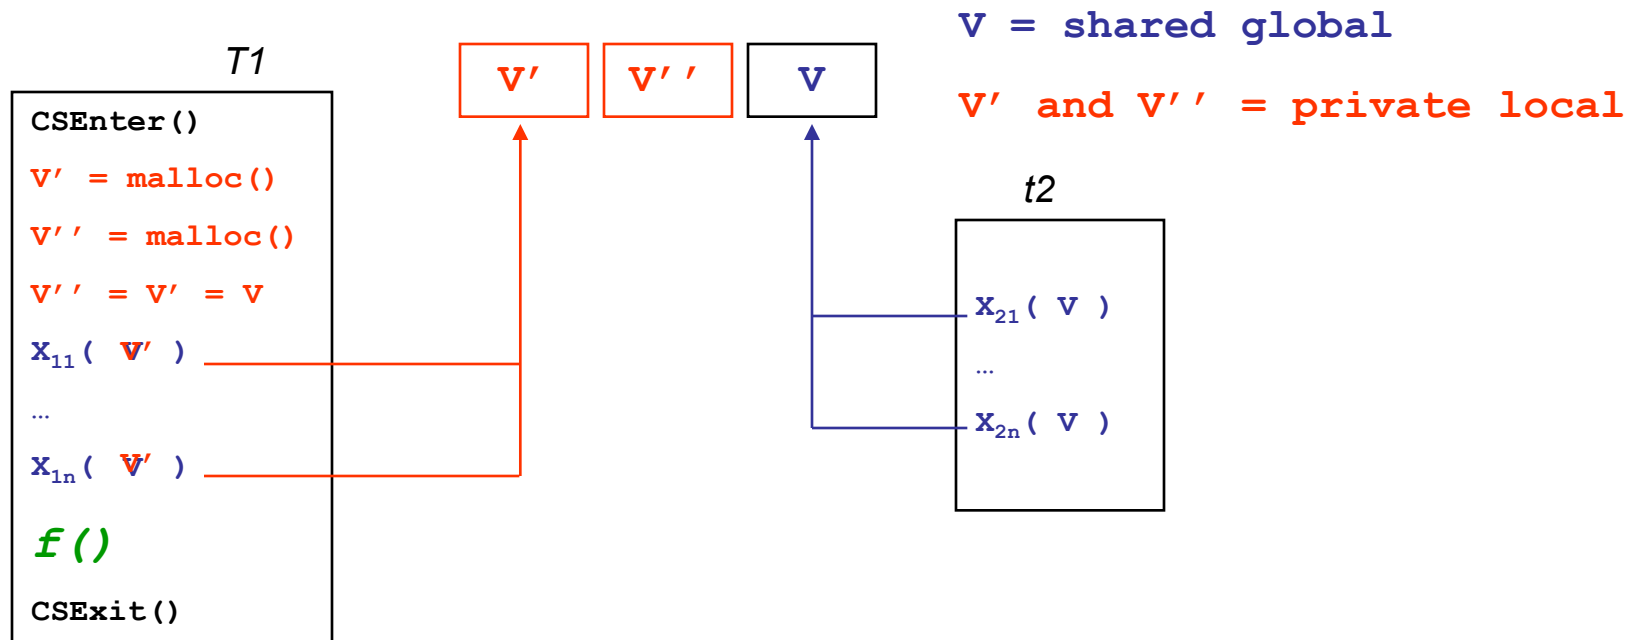 T1
CSEnter()
V' = malloc()
V'' = malloc()
V'' = V' = V
X11( V' )
…
X1n( V' )
f()
CSExit()
V'
V''
V
V = shared global
V' and V'' = private local
t2
X21( V )
…
X2n( V )